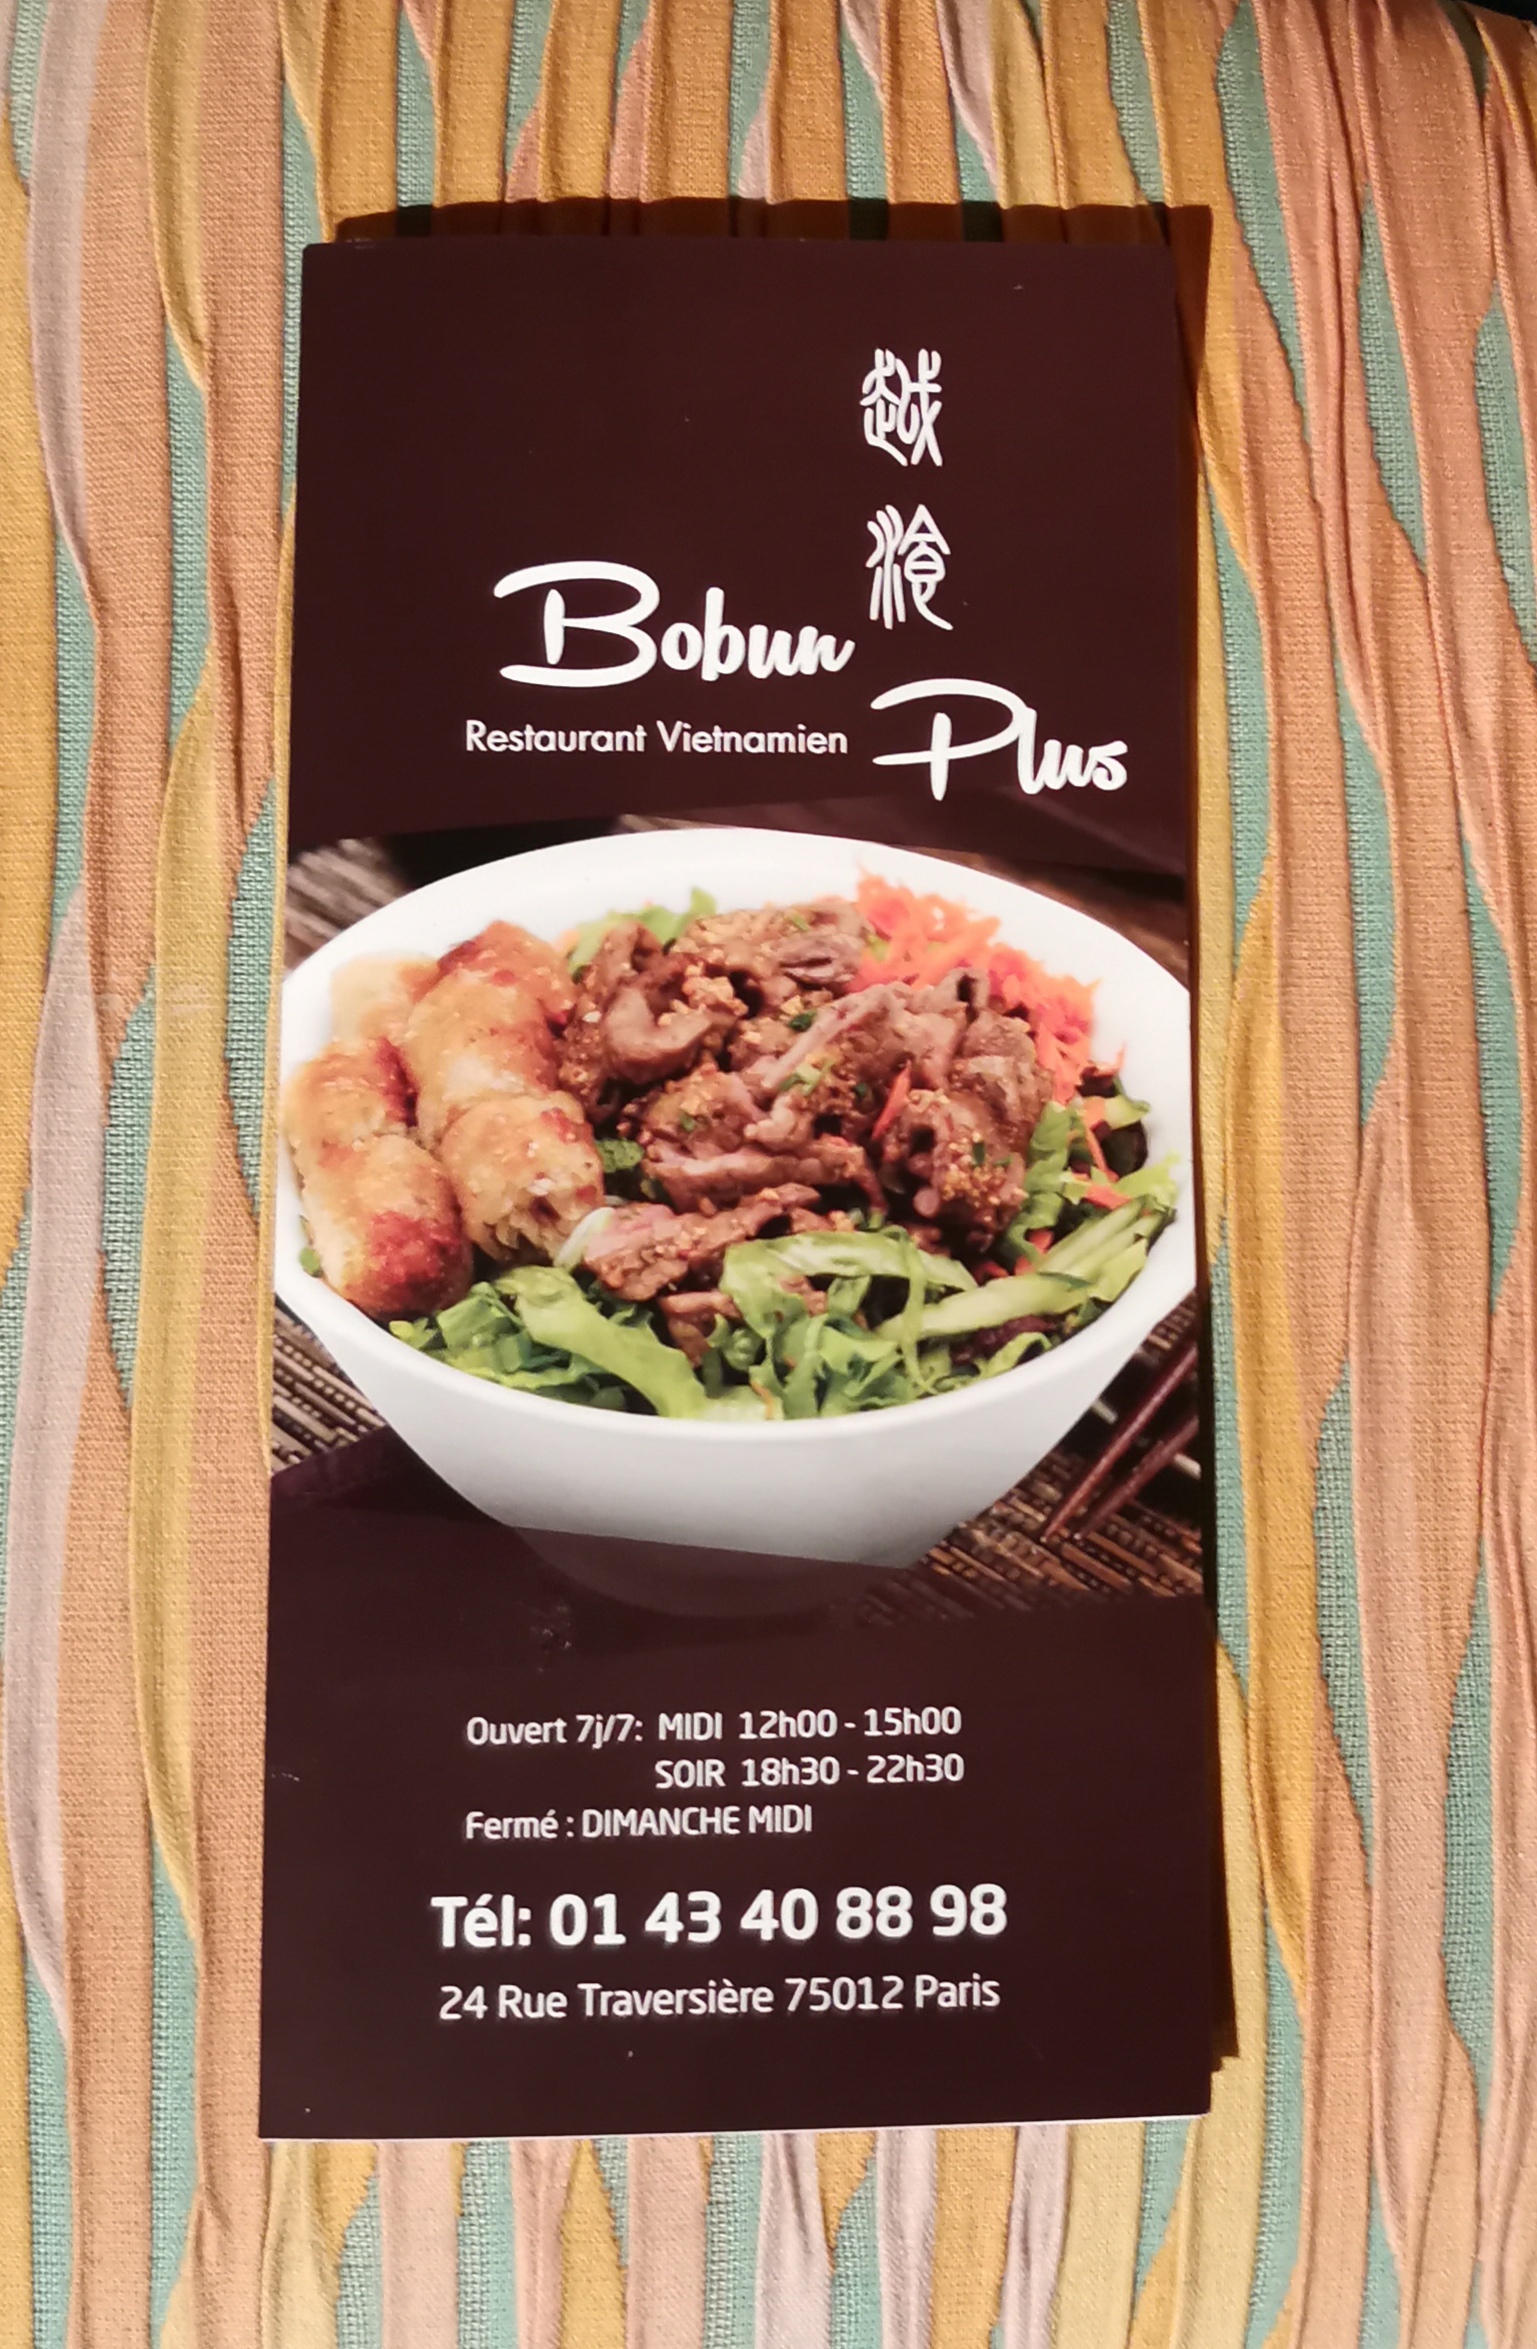 越
Bobun
Restaurant Vietnamien
Plus
Ouvert 7j/7: MIDI 12h00 - 15h00
SOIR 18h30 - 22h30
Fermé : DIMANCHE MIDI
Tél: 01 43 40 88 98
24 Rue Traversière 75012 Paris